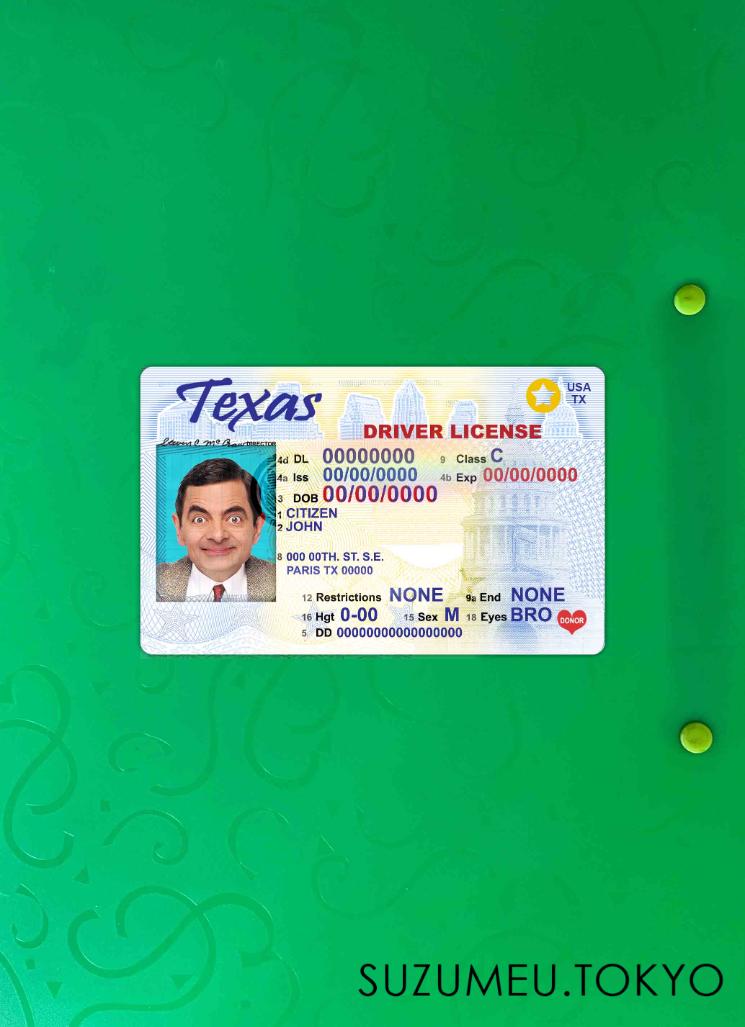 Texas
USA
TX
DRIVER LICENSE
DIRECTOR
4d DL 00000000 9 Class C
4a Iss 00/00/0000 4b Exp 00/00/0000
3 DOB 00/00/0000
1 CITIZEN
2 JOHN
8 000 00TH. ST. S.E.
PARIS TX 00000
12 Restrictions NONE 9a End NONE
16 Hgt 0-00 15 Sex M 18 Eyes BRO DONOR
5 DD 00000000000000000
SUZUMEU.TOKYO